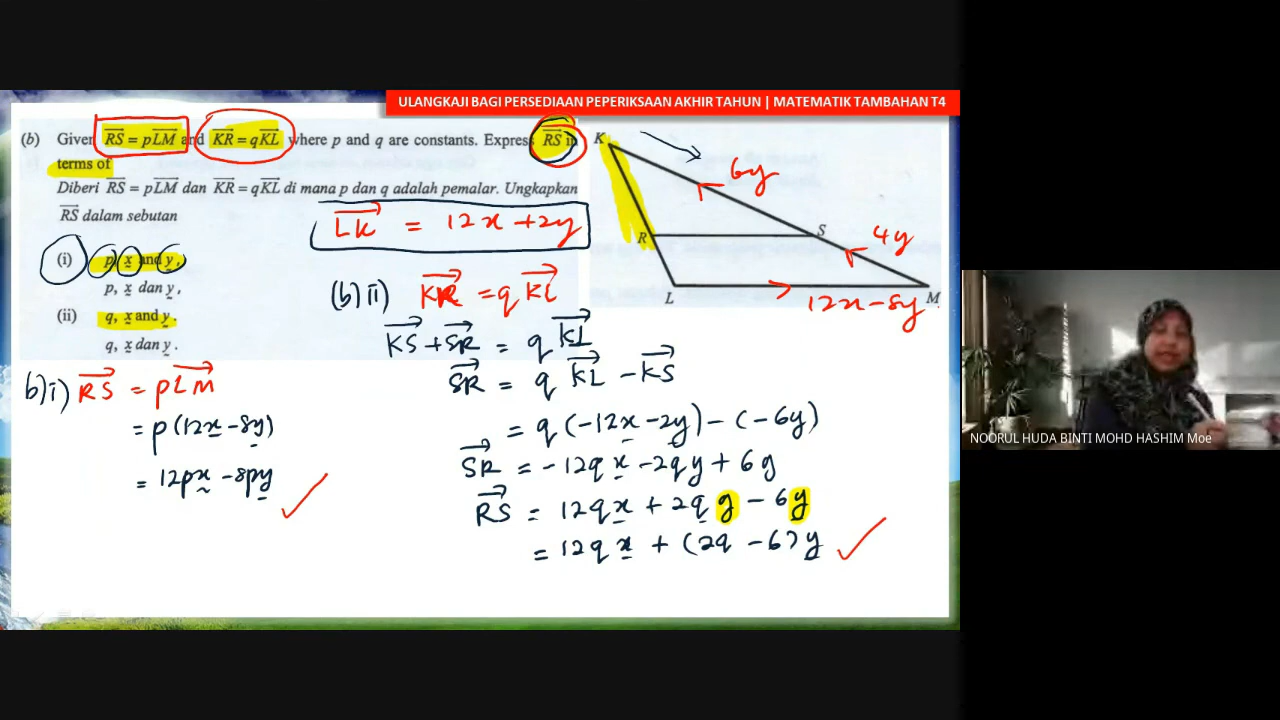 ULANGKAJI BAGI PERSEDIAAN PEPERIKSAAN AKHIR TAHUN | MATEMATIK TAMBAHAN T4
(b) Given RS = pLM and KR = qKL where p and q are constants. Express RS in
terms of
Diberi RS = pLM dan KR = qKL di mana p dan q adalah pemalar. Ungkapkan
RS dalam sebutan
LK = 12x + 2y
(i) p, x and y.
p, x dan y.
(ii) q, x and y.
q, x dan y.
K
6y
R
S
4y
L
12x - 8y
M
b)i) RS = pLM
= p(12x - 8y)
= 12px - 8py
(b)ii) KR = qKL
KS + SR = qKL
SR = q KL - KS
= q(-12x - 2y) - (-6y)
SR = -12qx - 2qy + 6y
RS = 12qx + 2qy - 6y
= 12qx + (2q - 6)y
NOORUL HUDA BINTI MOHD HASHIM Moe